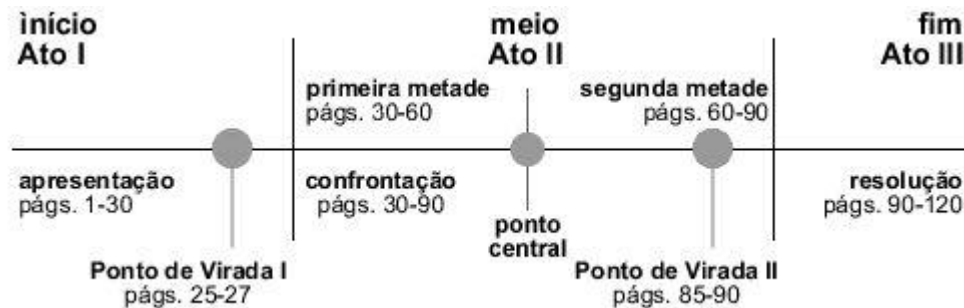 ìnício
Ato I
meio
Ato II
fim
Ato III
primeira metade
págs. 30-60
segunda metade
págs. 60-90
apresentação
págs. 1-30
confrontação
págs. 30-90
ponto
central
resolução
págs. 90-120
Ponto de Virada I
págs. 25-27
Ponto de Virada II
págs. 85-90